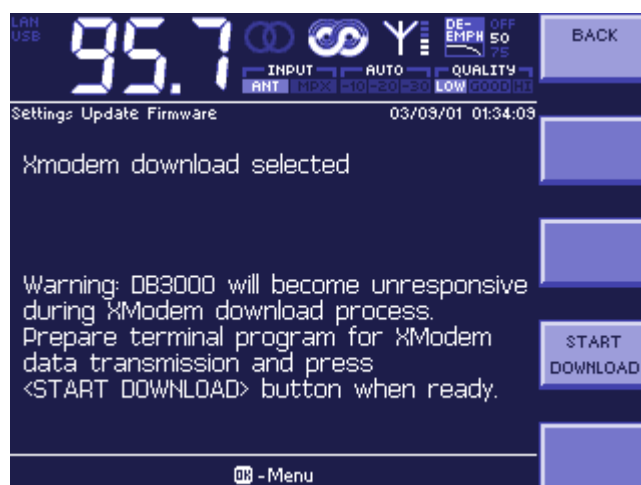 LAN
USB
95.7
DE-EMPH
OFF
50
75
INPUT
AUTO
QUALITY
ANT
MPX
-10
-20
-30
LOW
GOOD
HI
BACK
Settings Update Firmware
03/09/01 01:34:09
Xmodem download selected
Warning: DB3000 will become unresponsive
during XModem download process.
Prepare terminal program for XModem
data transmission and press
<START DOWNLOAD> button when ready.
START
DOWNLOAD
OK - Menu